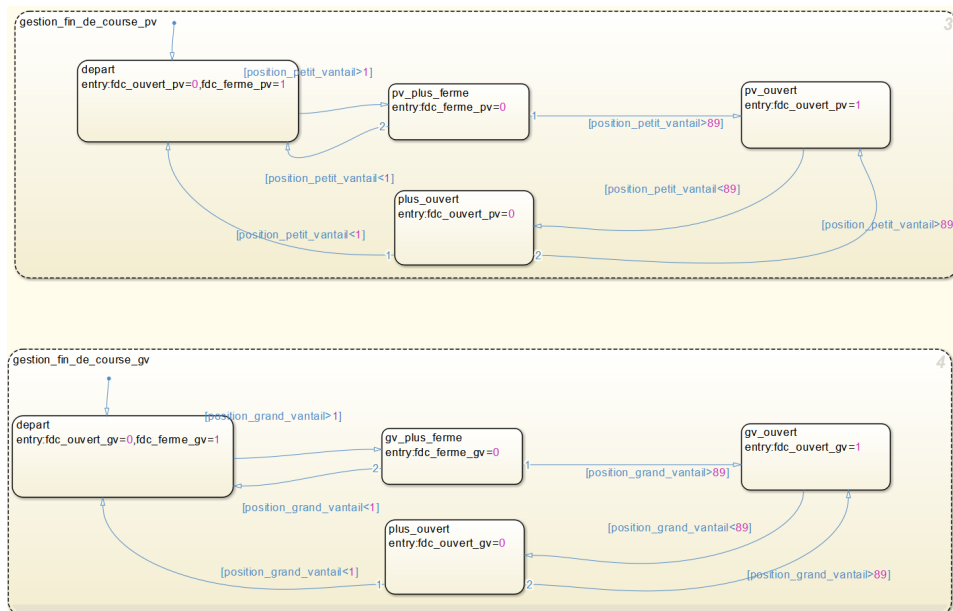 gestion_fin_de_course_pv
3
depart
entry:fdc_ouvert_pv=0,fdc_ferme_pv=1
[position_petit_vantail>1]
pv_plus_ferme
entry:fdc_ferme_pv=0
1
2
[position_petit_vantail>89]
pv_ouvert
entry:fdc_ouvert_pv=1
[position_petit_vantail<1]
[position_petit_vantail<89]
plus_ouvert
entry:fdc_ouvert_pv=0
[position_petit_vantail>89]
[position_petit_vantail<1]
1
2
gestion_fin_de_course_gv
4
depart
entry:fdc_ouvert_gv=0,fdc_ferme_gv=1
[position_grand_vantail>1]
gv_plus_ferme
entry:fdc_ferme_gv=0
1
2
[position_grand_vantail>89]
gv_ouvert
entry:fdc_ouvert_gv=1
[position_grand_vantail<1]
plus_ouvert
entry:fdc_ouvert_gv=0
[position_grand_vantail<89]
[position_grand_vantail<1]
1
2
[position_grand_vantail>89]